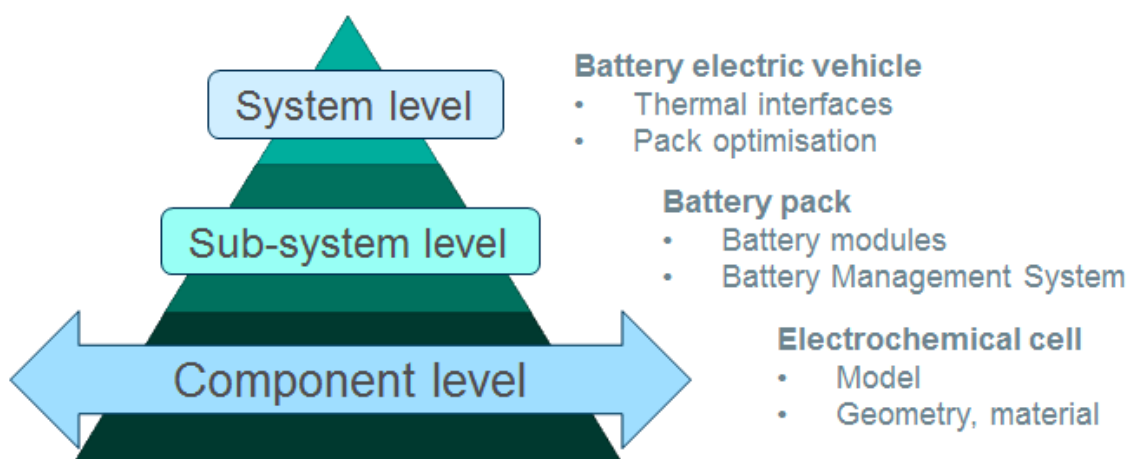 System level
Battery electric vehicle
• Thermal interfaces
• Pack optimisation
Sub-system level
Battery pack
• Battery modules
• Battery Management System
Component level
Electrochemical cell
• Model
• Geometry, material